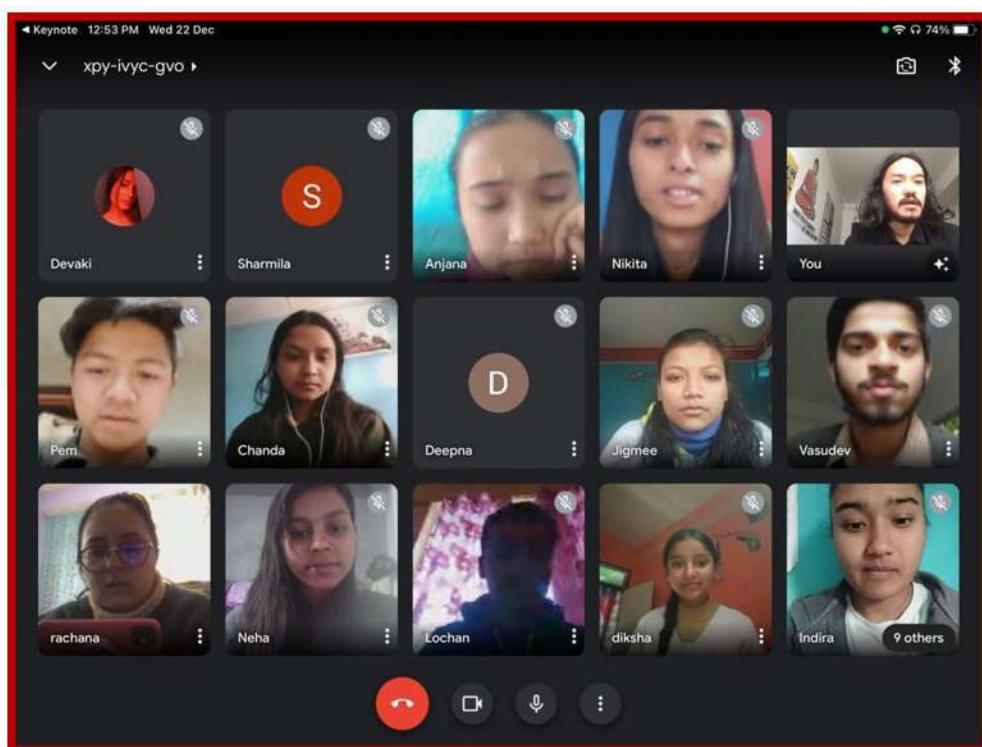 Keynote 12:53 PM Wed 22 Dec 74%
xpy-ivyc-gvo
Devaki
S
Sharmila
Anjana
Nikita
You
Pem
Chanda
D
Deepna
Jigmee
Vasudev
rachana
Neha
Lochan
diksha
Indira
9 others